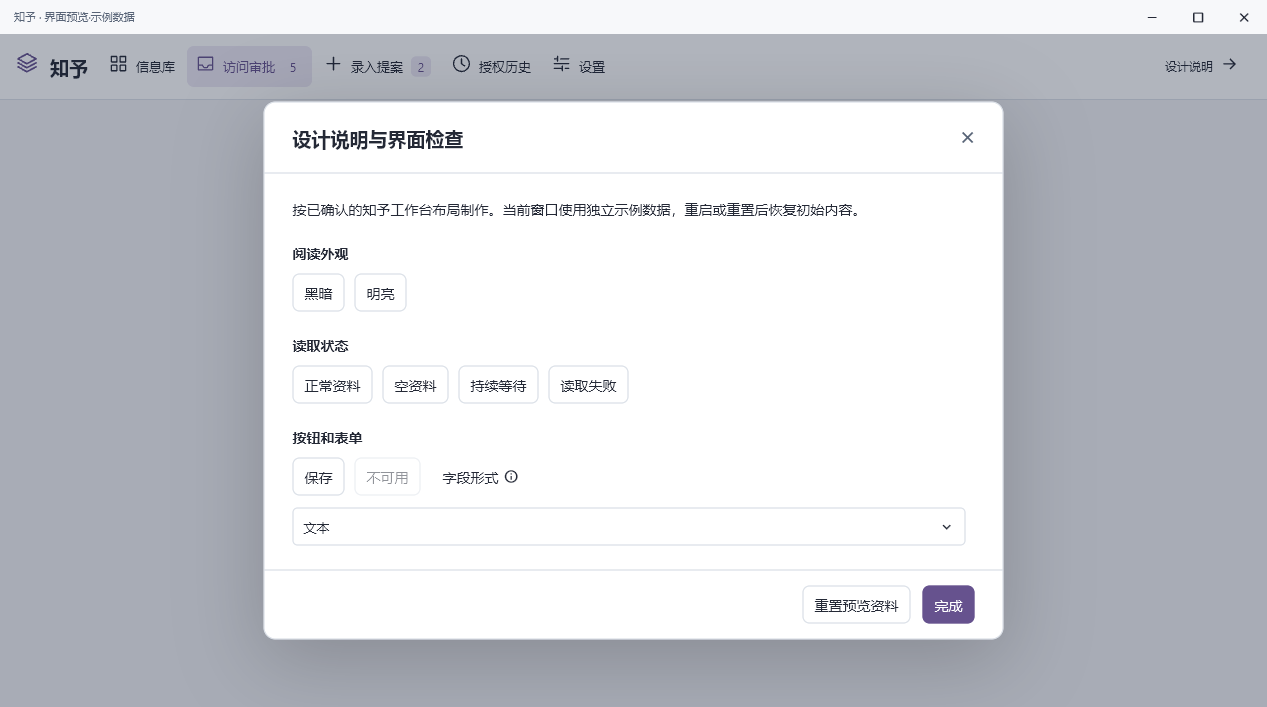 知予 · 界面预览·示例数据
知予 信息库 访问审批 5 录入提案 2 授权历史 设置 设计说明
设计说明与界面检查
按已确认的知予工作台布局制作。当前窗口使用独立示例数据，重启或重置后恢复初始内容。
阅读外观
黑暗 明亮
读取状态
正常资料 空资料 持续等待 读取失败
按钮和表单
保存 不可用 字段形式
文本
重置预览资料 完成